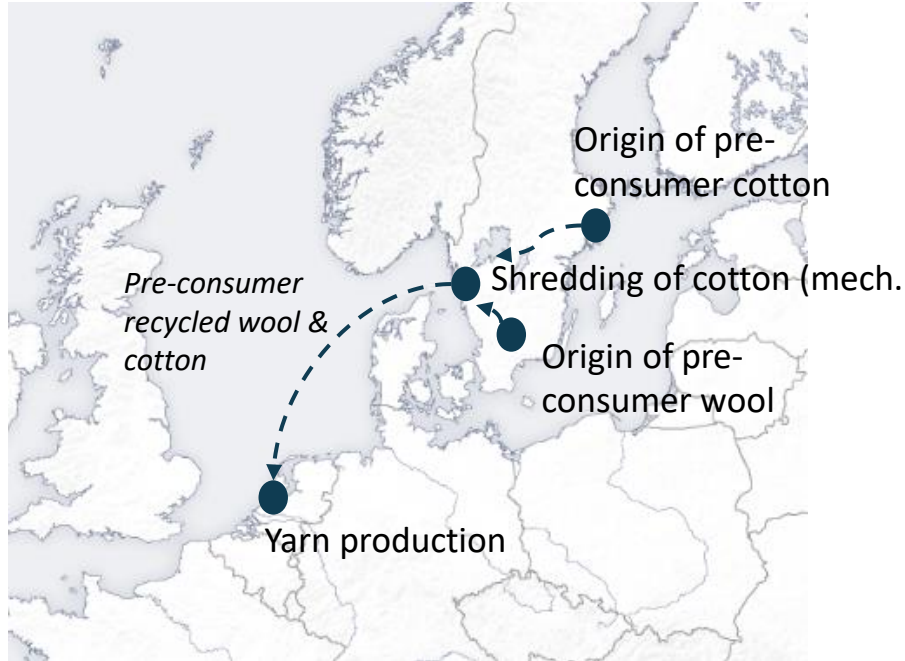 Origin of pre-
consumer cotton
Shredding of cotton (mech.
Pre-consumer
recycled wool &
cotton
Origin of pre-
consumer wool
Yarn production